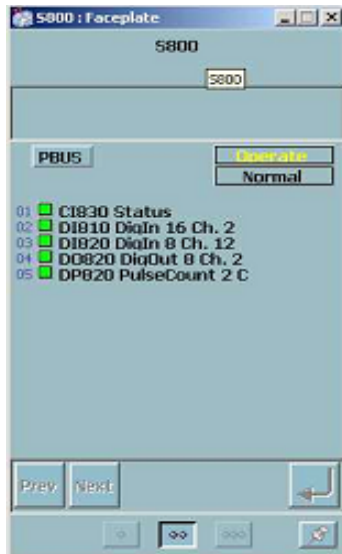 S800 : Faceplate
S800
S800
PBUS
Operate
Normal
01 CI830 Status
02 DI810 DigIn 16 Ch. 2
03 DI820 DigIn 8 Ch. 12
04 DO820 DigOut 8 Ch. 2
05 DP820 PulseCount 2 C
Prev Next